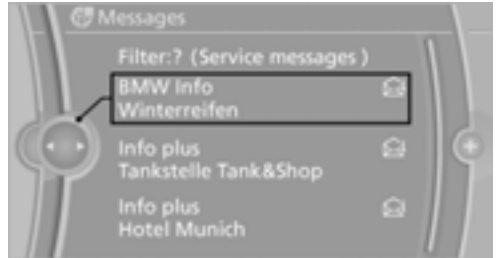 Messages
Filter:? (Service messages )
BMW Info
Winterreifen
Info plus
Tankstelle Tank&Shop
Info plus
Hotel Munich